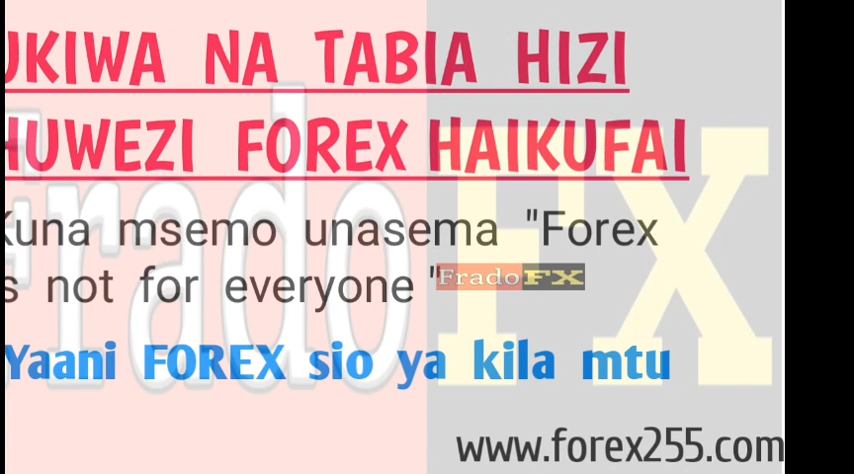 UKIWA NA TABIA HIZI
HUWEZI FOREX HAIKUFAI
Kuna msemo unasema "Forex
s not for everyone"
FradoFX
Yaani FOREX sio ya kila mtu
FradoFX
www.forex255.com